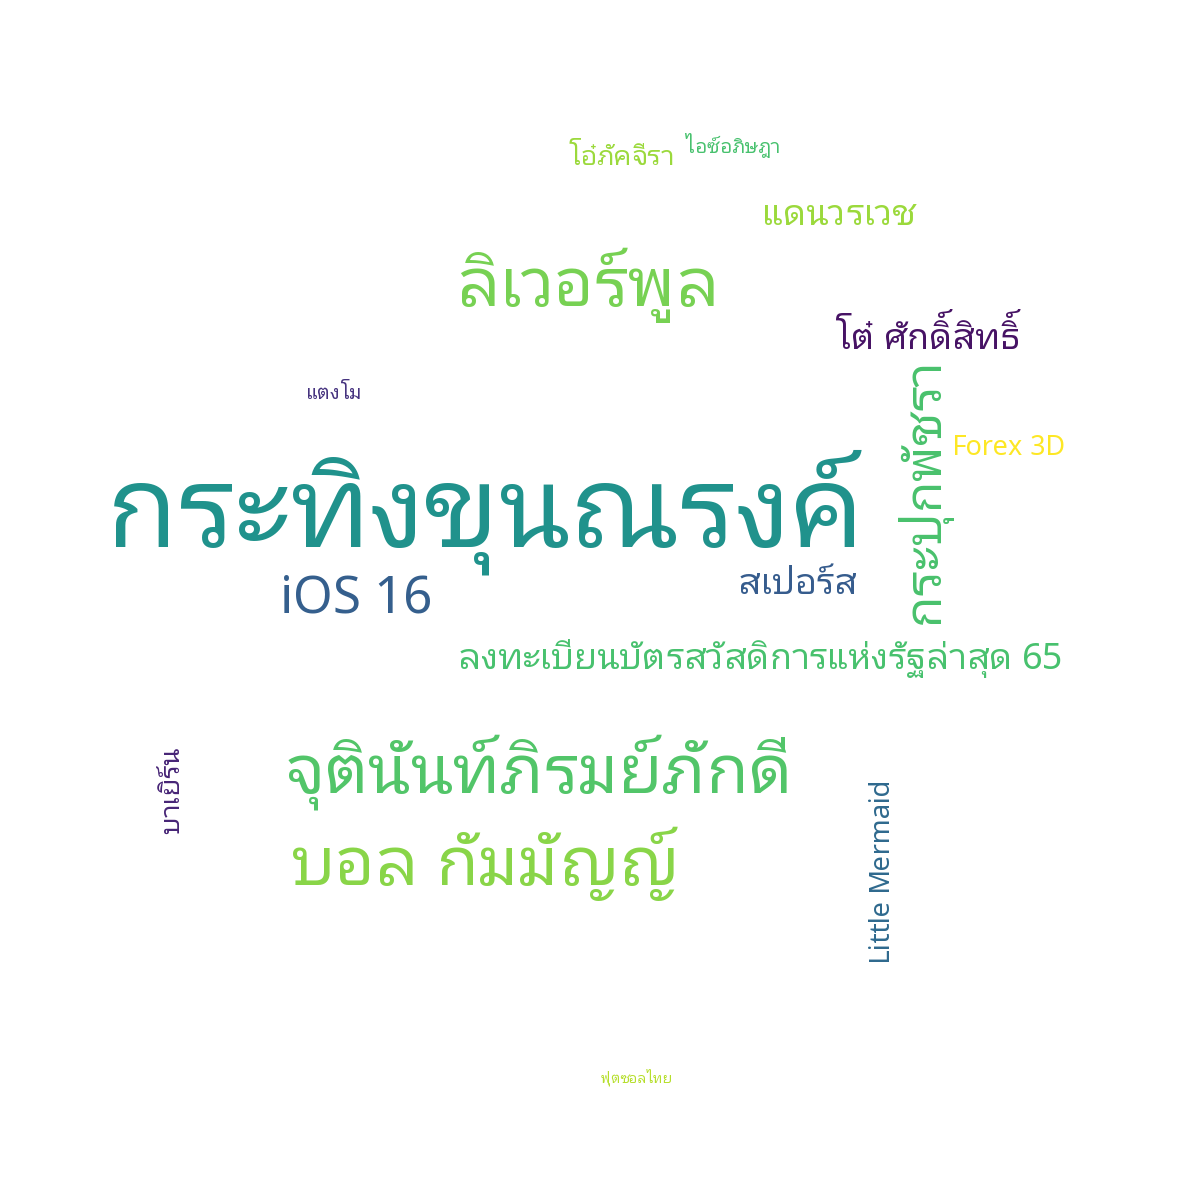 โอ๋ภัคจีรา
ไอซ์อภิษฎา
แดนวรเวช
ลิเวอร์พูล
โต๋ ศักดิ์สิทธิ์
แตงโม
กระปุกพัชรา
Forex 3D
กระทิงขุนณรงค์
iOS 16
สเปอร์ส
ลงทะเบียนบัตรสวัสดิการแห่งรัฐล่าสุด 65
จุตินันท์ภิรมย์ภักดี
บาเยิร์น
Little Mermaid
บอล กัมมัญญ์
ฟุตซอลไทย